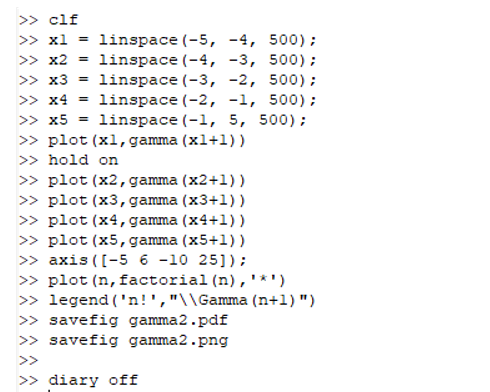 >> clf
>> x1 = linspace(-5, -4, 500);
>> x2 = linspace(-4, -3, 500);
>> x3 = linspace(-3, -2, 500);
>> x4 = linspace(-2, -1, 500);
>> x5 = linspace(-1, 5, 500);
>> plot(x1,gamma(x1+1))
>> hold on
>> plot(x2,gamma(x2+1))
>> plot(x3,gamma(x3+1))
>> plot(x4,gamma(x4+1))
>> plot(x5,gamma(x5+1))
>> axis([-5 6 -10 25]);
>> plot(n,factorial(n),'*')
>> legend('n!',"\\Gamma(n+1)")
>> savefig gamma2.pdf
>> savefig gamma2.png
>>
>> diary off